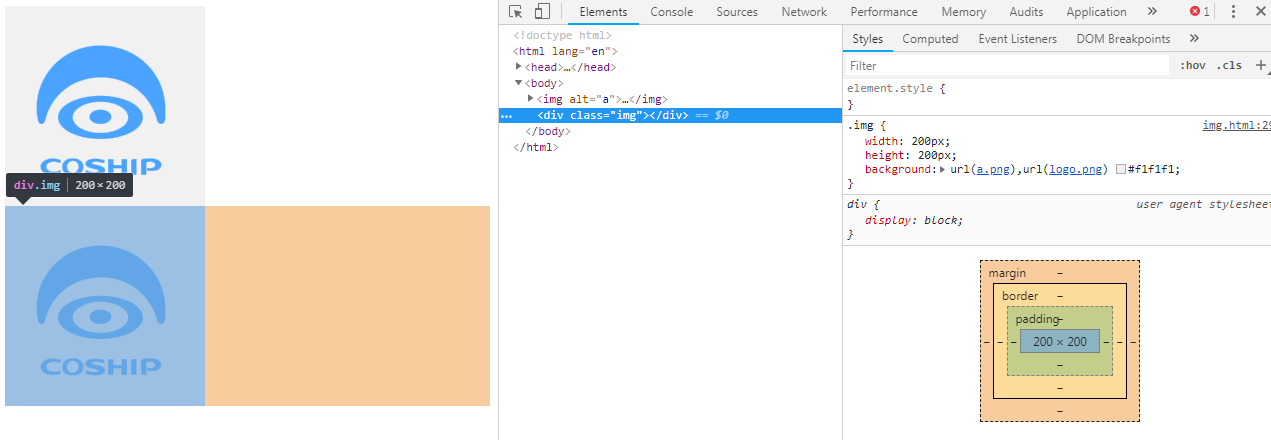 COSHIP
div.img 200×200
COSHIP
Elements Console Sources Network Performance Memory Audits Application » 1
<!doctype html>
<html lang="en">
<head>…</head>
<body>
<img alt="a">…</img>
<div class="img"></div> == $0
</body>
</html>
Styles Computed Event Listeners DOM Breakpoints »
Filter :hov .cls +
element.style {
}
.img { img.html:29
width: 200px;
height: 200px;
background: url(a.png),url(logo.png) #f1f1f1;
}
div { user agent stylesheet
display: block;
}
margin –
border –
padding –
– – – 200 × 200 – – –
–
–
–